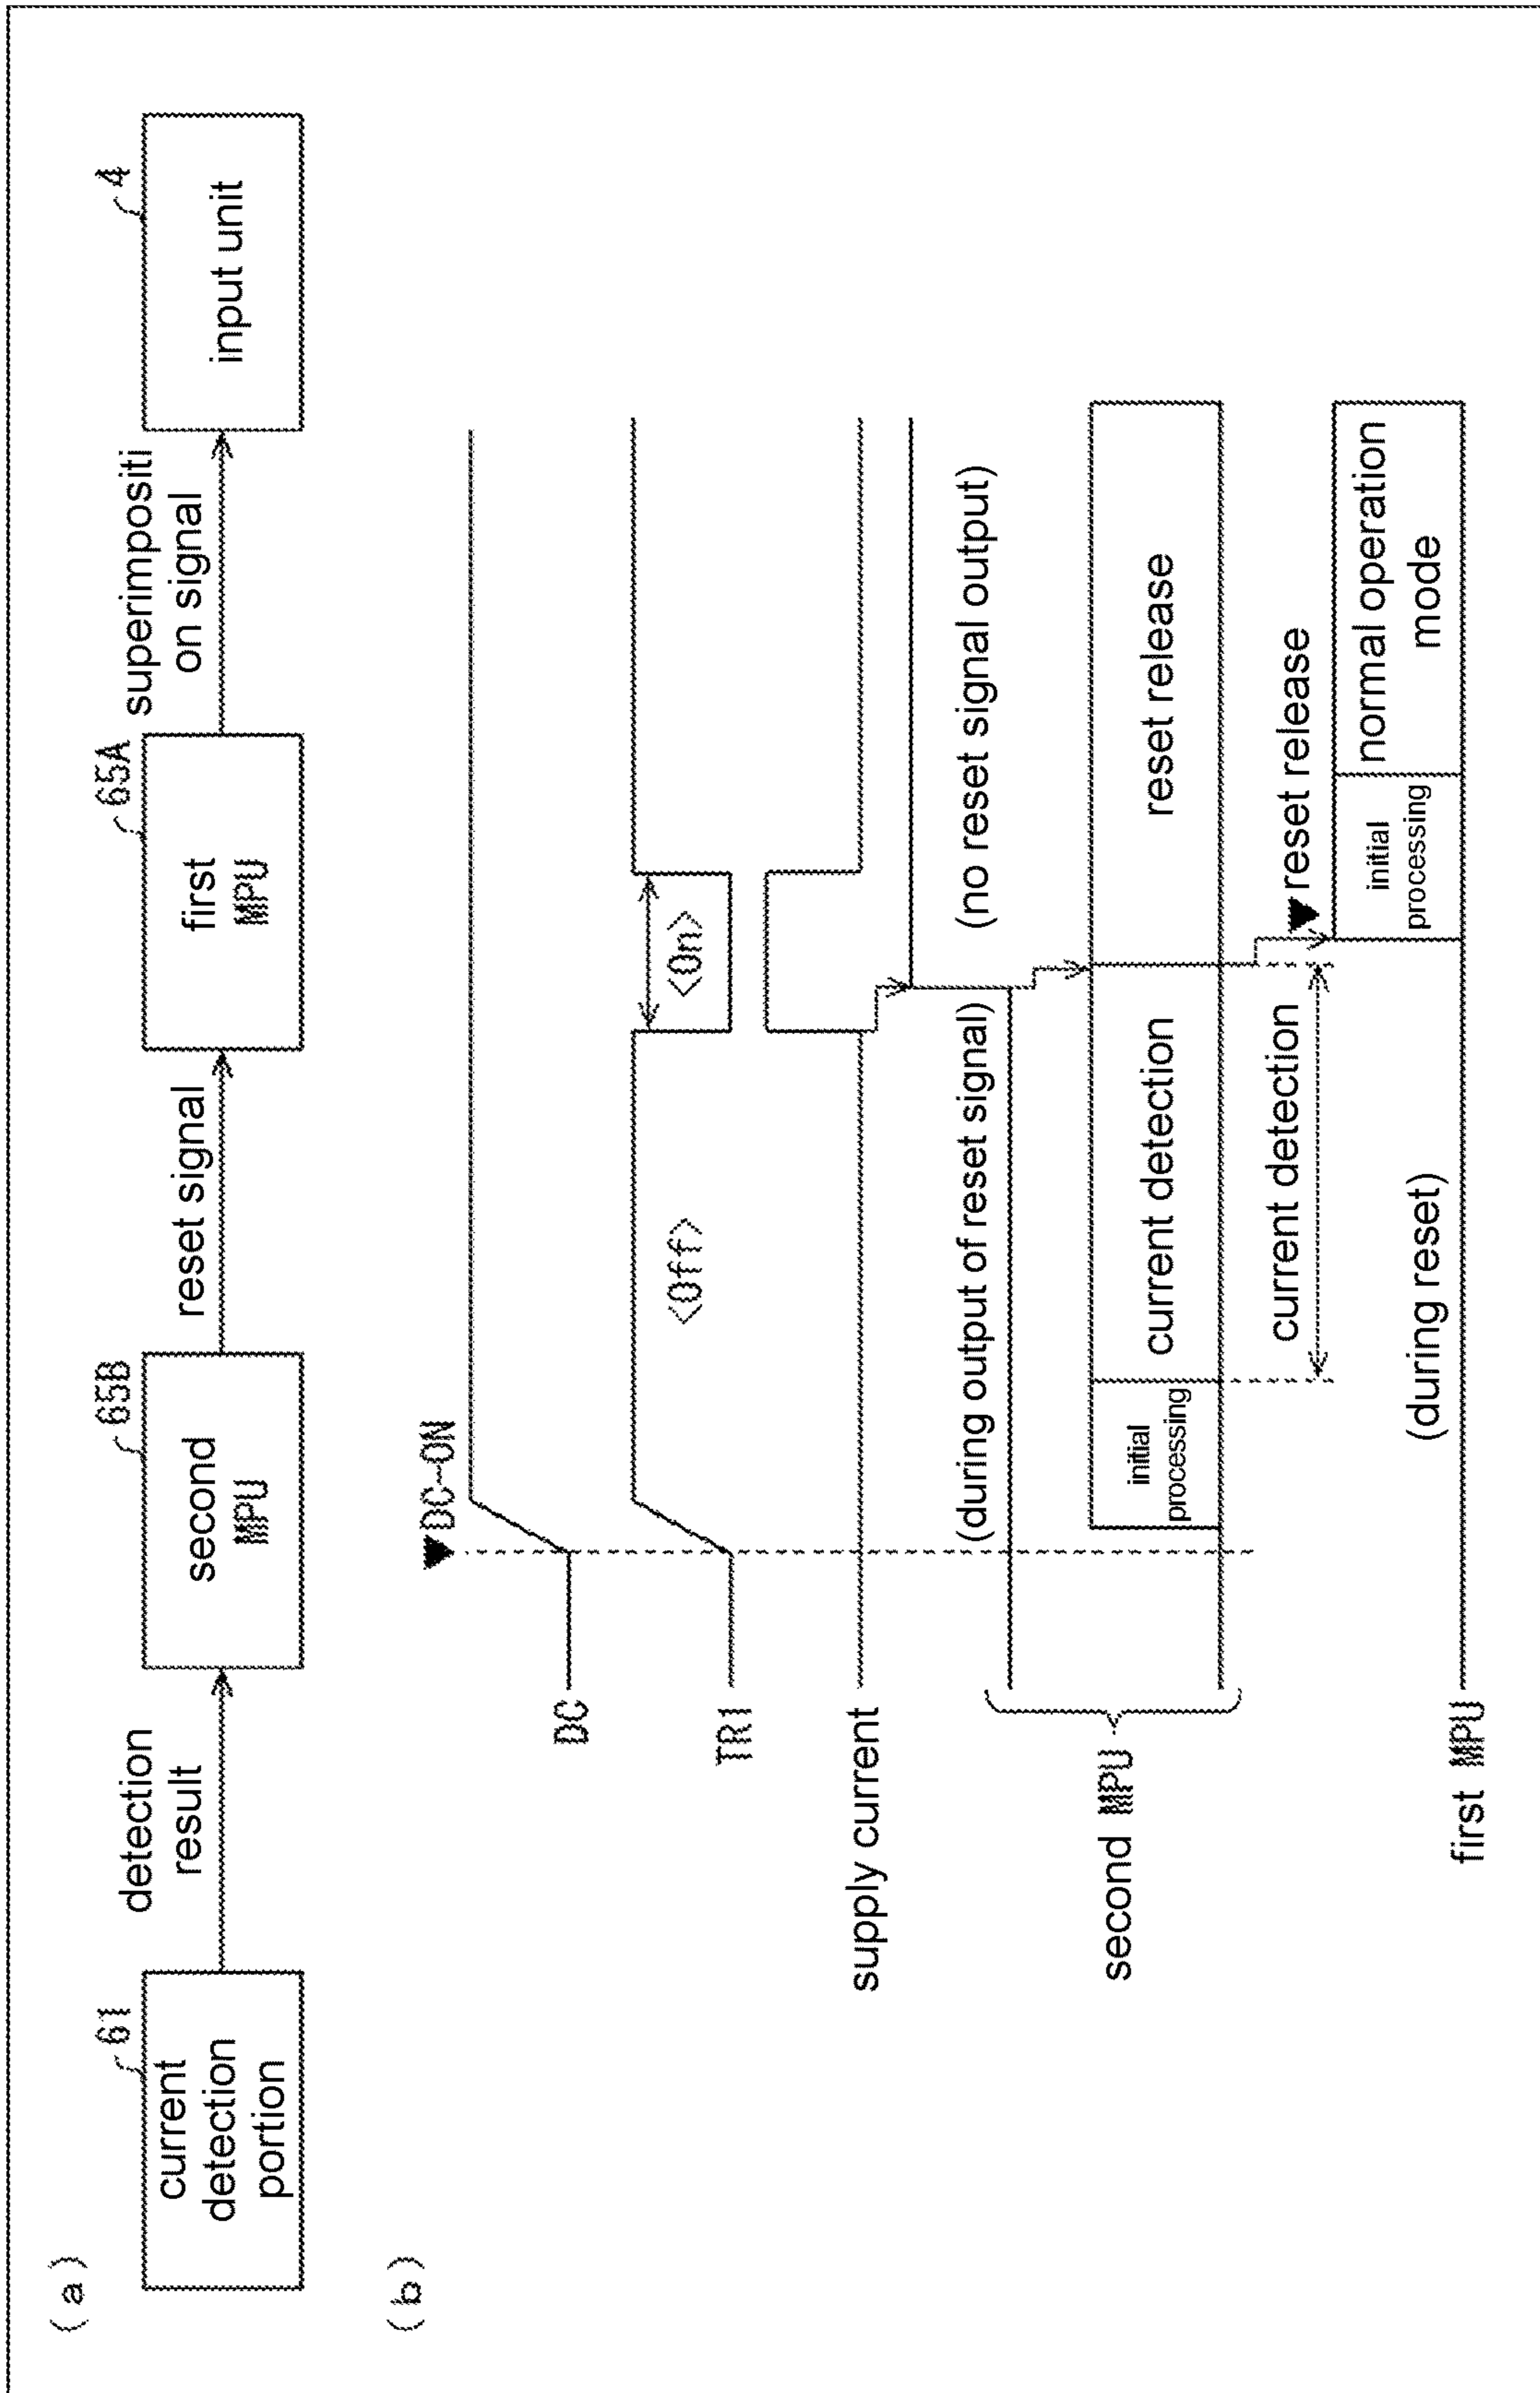 (a)
61
current
detection
portion
detection
result
65B
second
MPU
reset signal
65A
first
MPU
superimpositi
on signal
4
input unit
(b)
DC-ON
DC
TR1
<Off>
<On>
supply current
(during output of reset signal)
(no reset signal output)
second MPU
initial
processing
current detection
reset release
current detection
reset release
first MPU
(during reset)
initial
processing
normal operation
mode